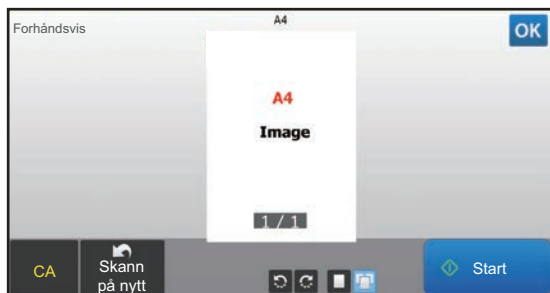 Forhåndsvis
A4
OK
A4
Image
1 / 1
CA
Skann
på nytt
Start